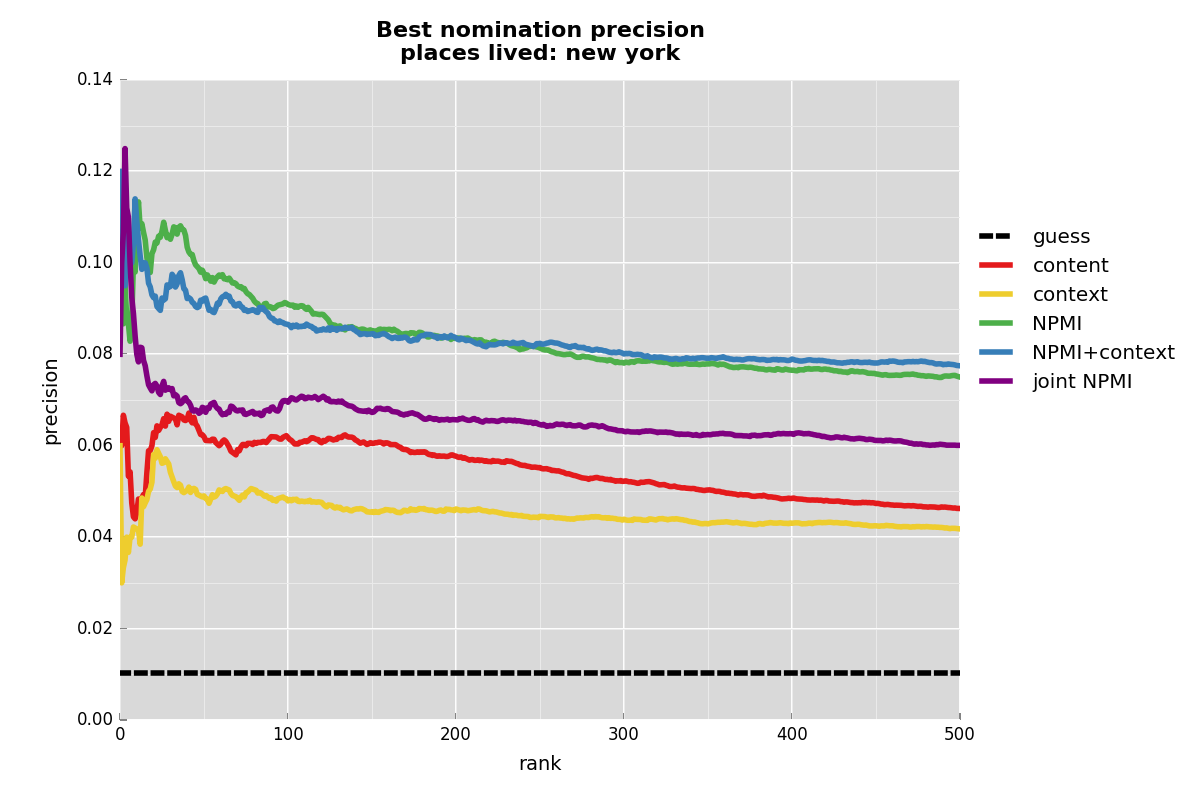 Best nomination precision
places lived: new york
0.14
0.12
0.10
0.08
0.06
0.04
0.02
0.00
precision
0
100
200
300
400
500
rank
guess
content
context
NPMI
NPMI+context
joint NPMI